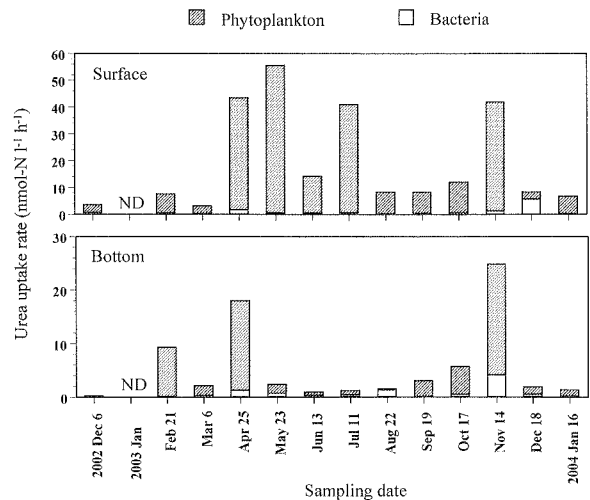 Phytoplankton Bacteria
Surface
60
50
40
30
20
10
0
ND
Urea uptake rate (nmol-N l⁻¹ h⁻¹)
Bottom
30
20
10
0
ND
2002 Dec 6
2003 Jan
Feb 21
Mar 6
Apr 25
May 23
Jun 13
Jul 11
Aug 22
Sep 19
Oct 17
Nov 14
Dec 18
2004 Jan 16
Sampling date